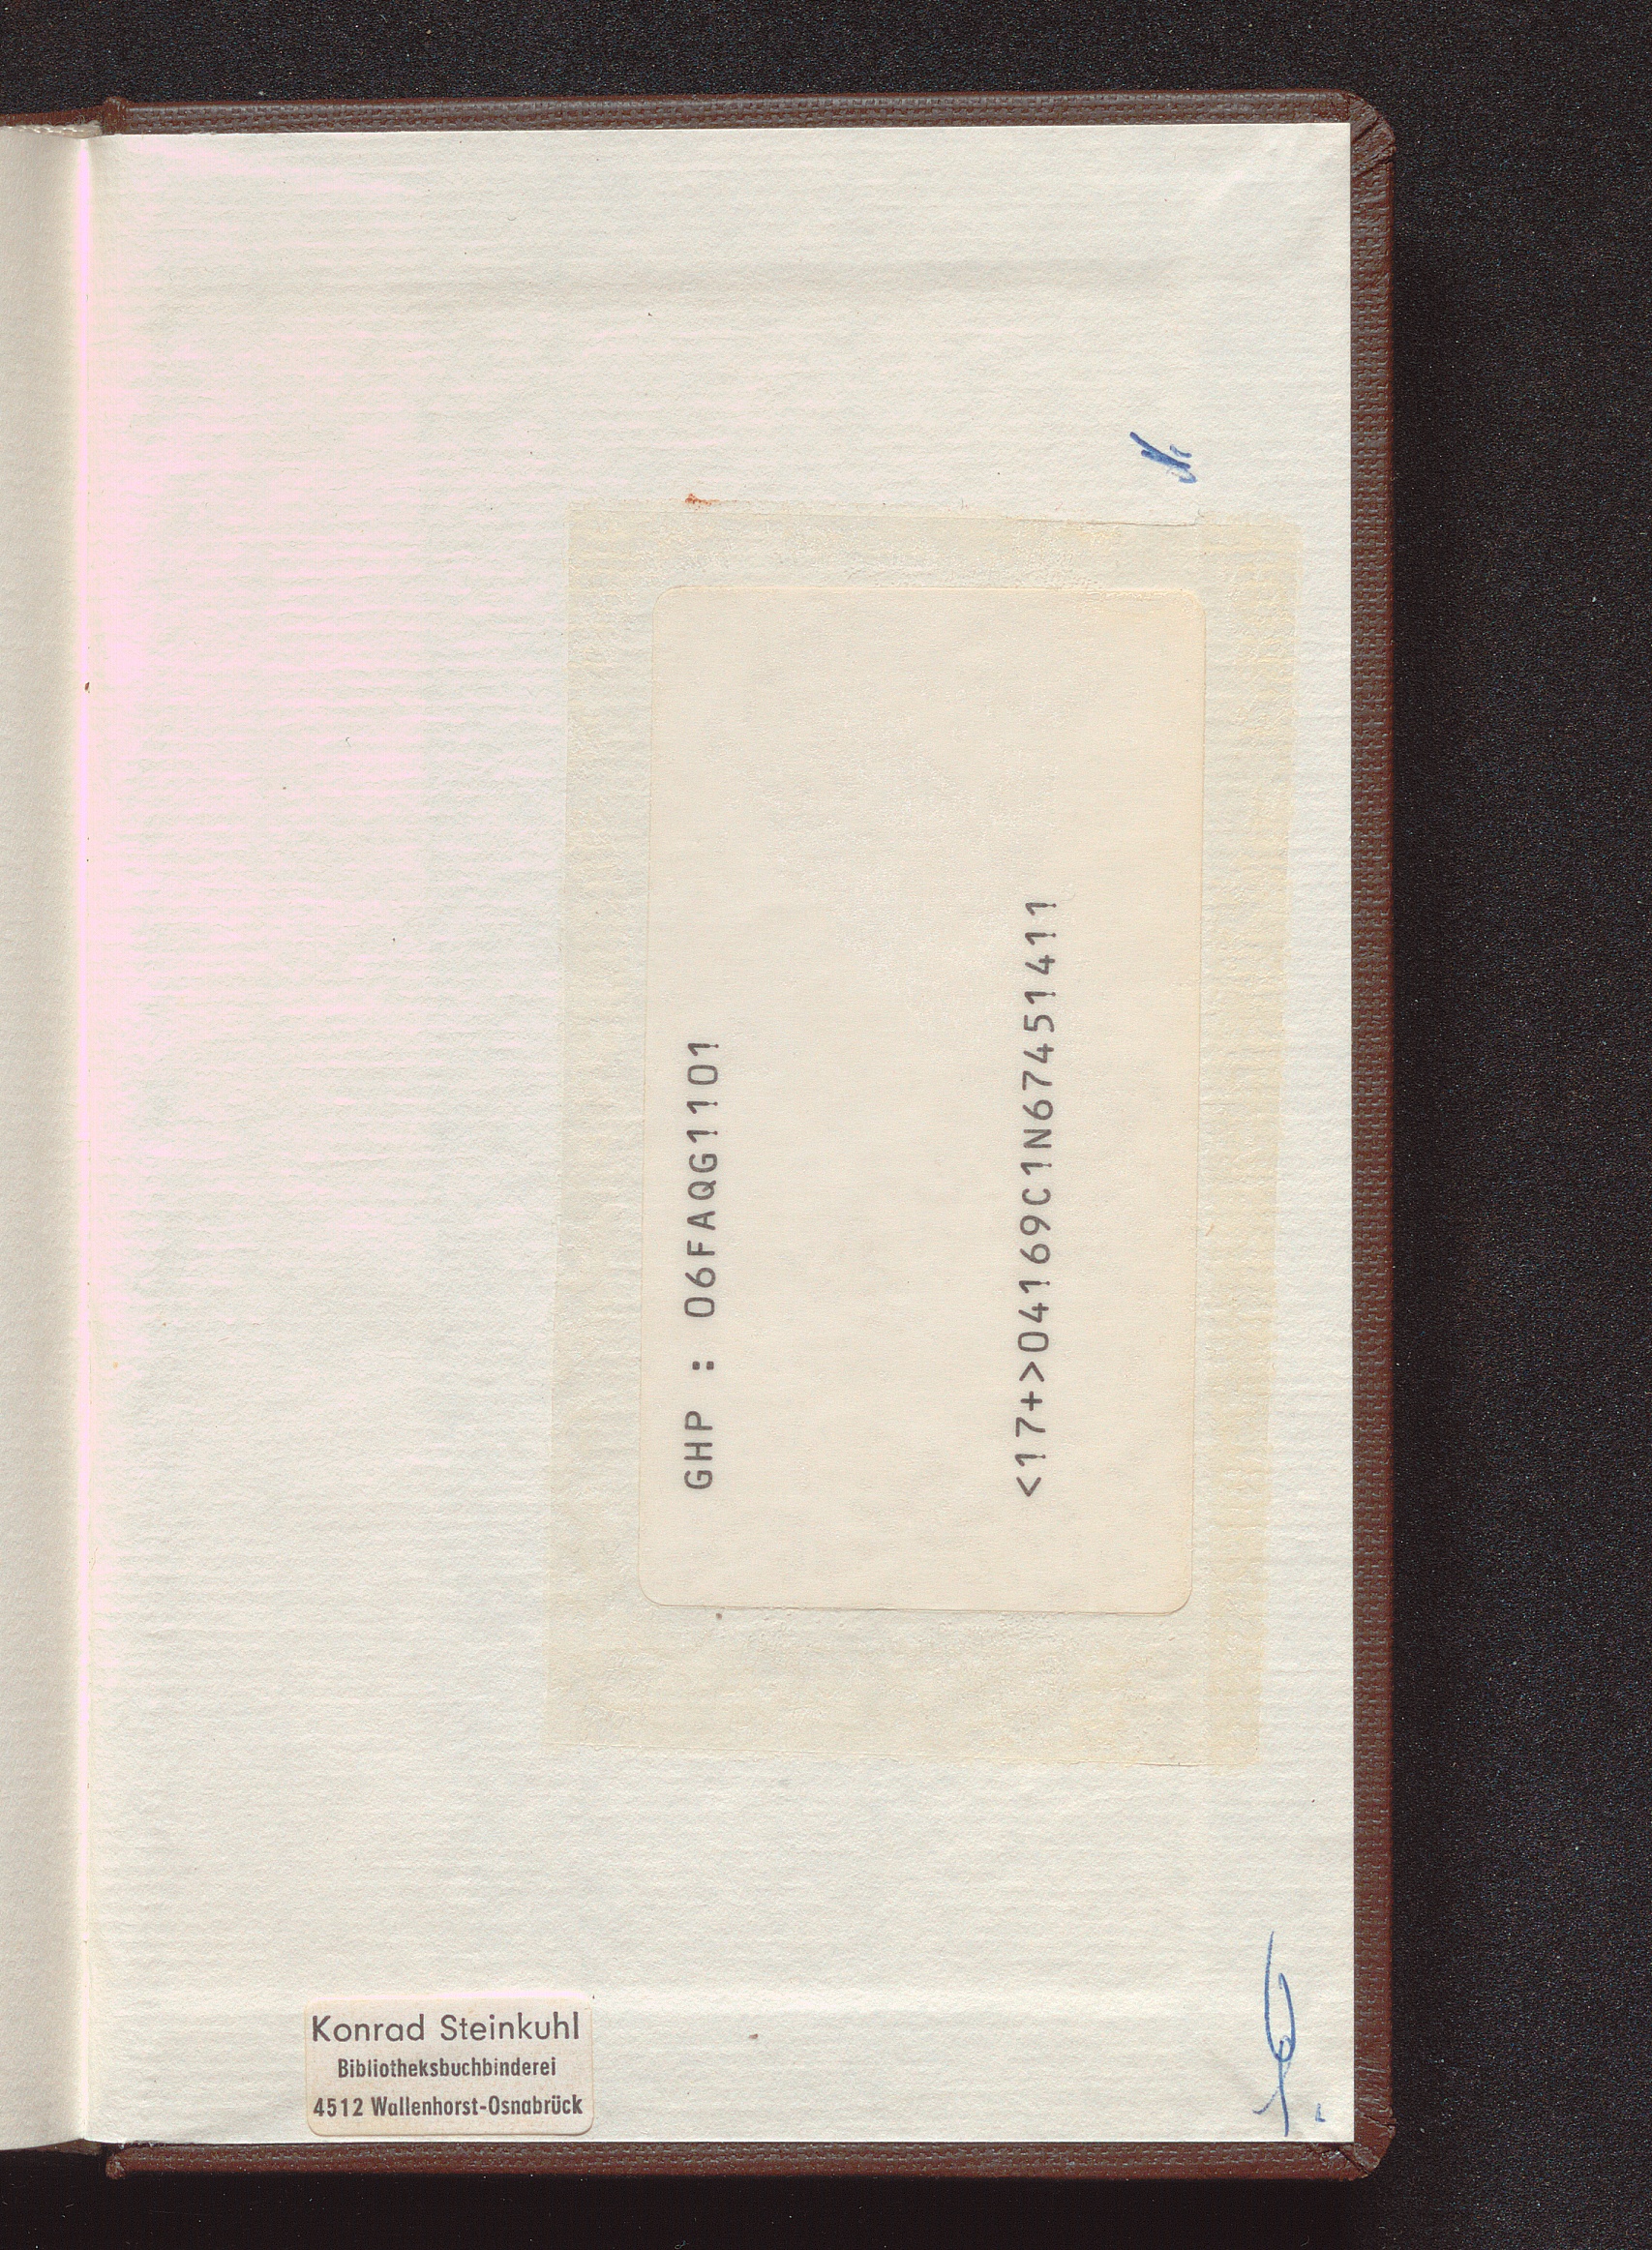 GHP : 06FAQG1101
<17+>04169C1N67451411
Konrad Steinkuhl
Bibliotheksbuchbinderei
4512 Wallenhorst-Osnabrück